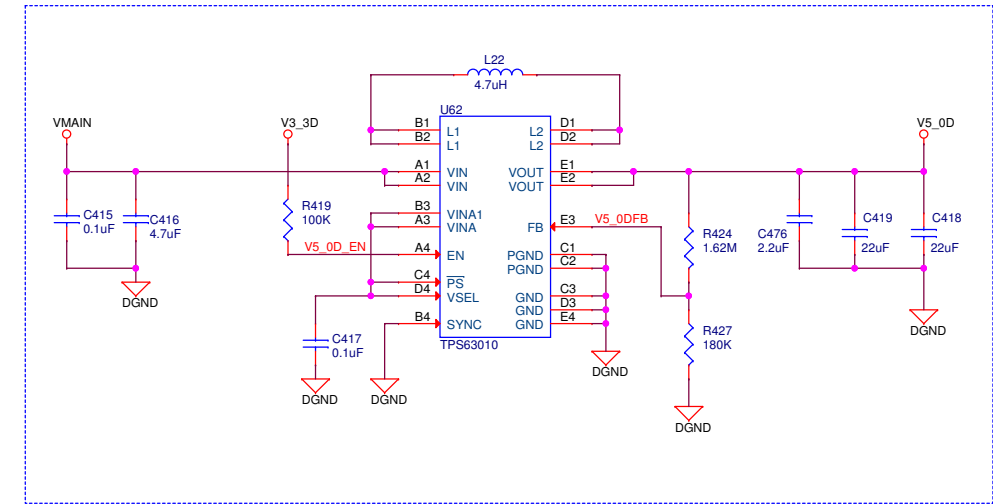 L22
4.7uH
U62
VMAIN
V3_3D
V5_0D
B1
L1
B2
L1
D1
L2
D2
L2
A1
VIN
A2
VIN
E1
VOUT
E2
VOUT
B3
VINA1
A3
VINA
E3
FB
V5_0DFB
A4
EN
V5_0D_EN
C1
PGND
C2
PGND
C4
PS
D4
VSEL
C3
GND
D3
GND
E4
GND
B4
SYNC
TPS63010
C415
0.1uF
C416
4.7uF
R419
100K
R424
1.62M
C476
2.2uF
C419
22uF
C418
22uF
C417
0.1uF
R427
180K
DGND
DGND
DGND
DGND
DGND
DGND